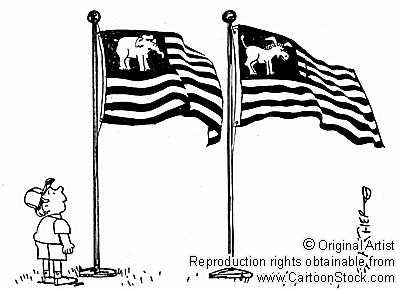 © Original Artist
Reproduction rights obtainable from
www.CartoonStock.com